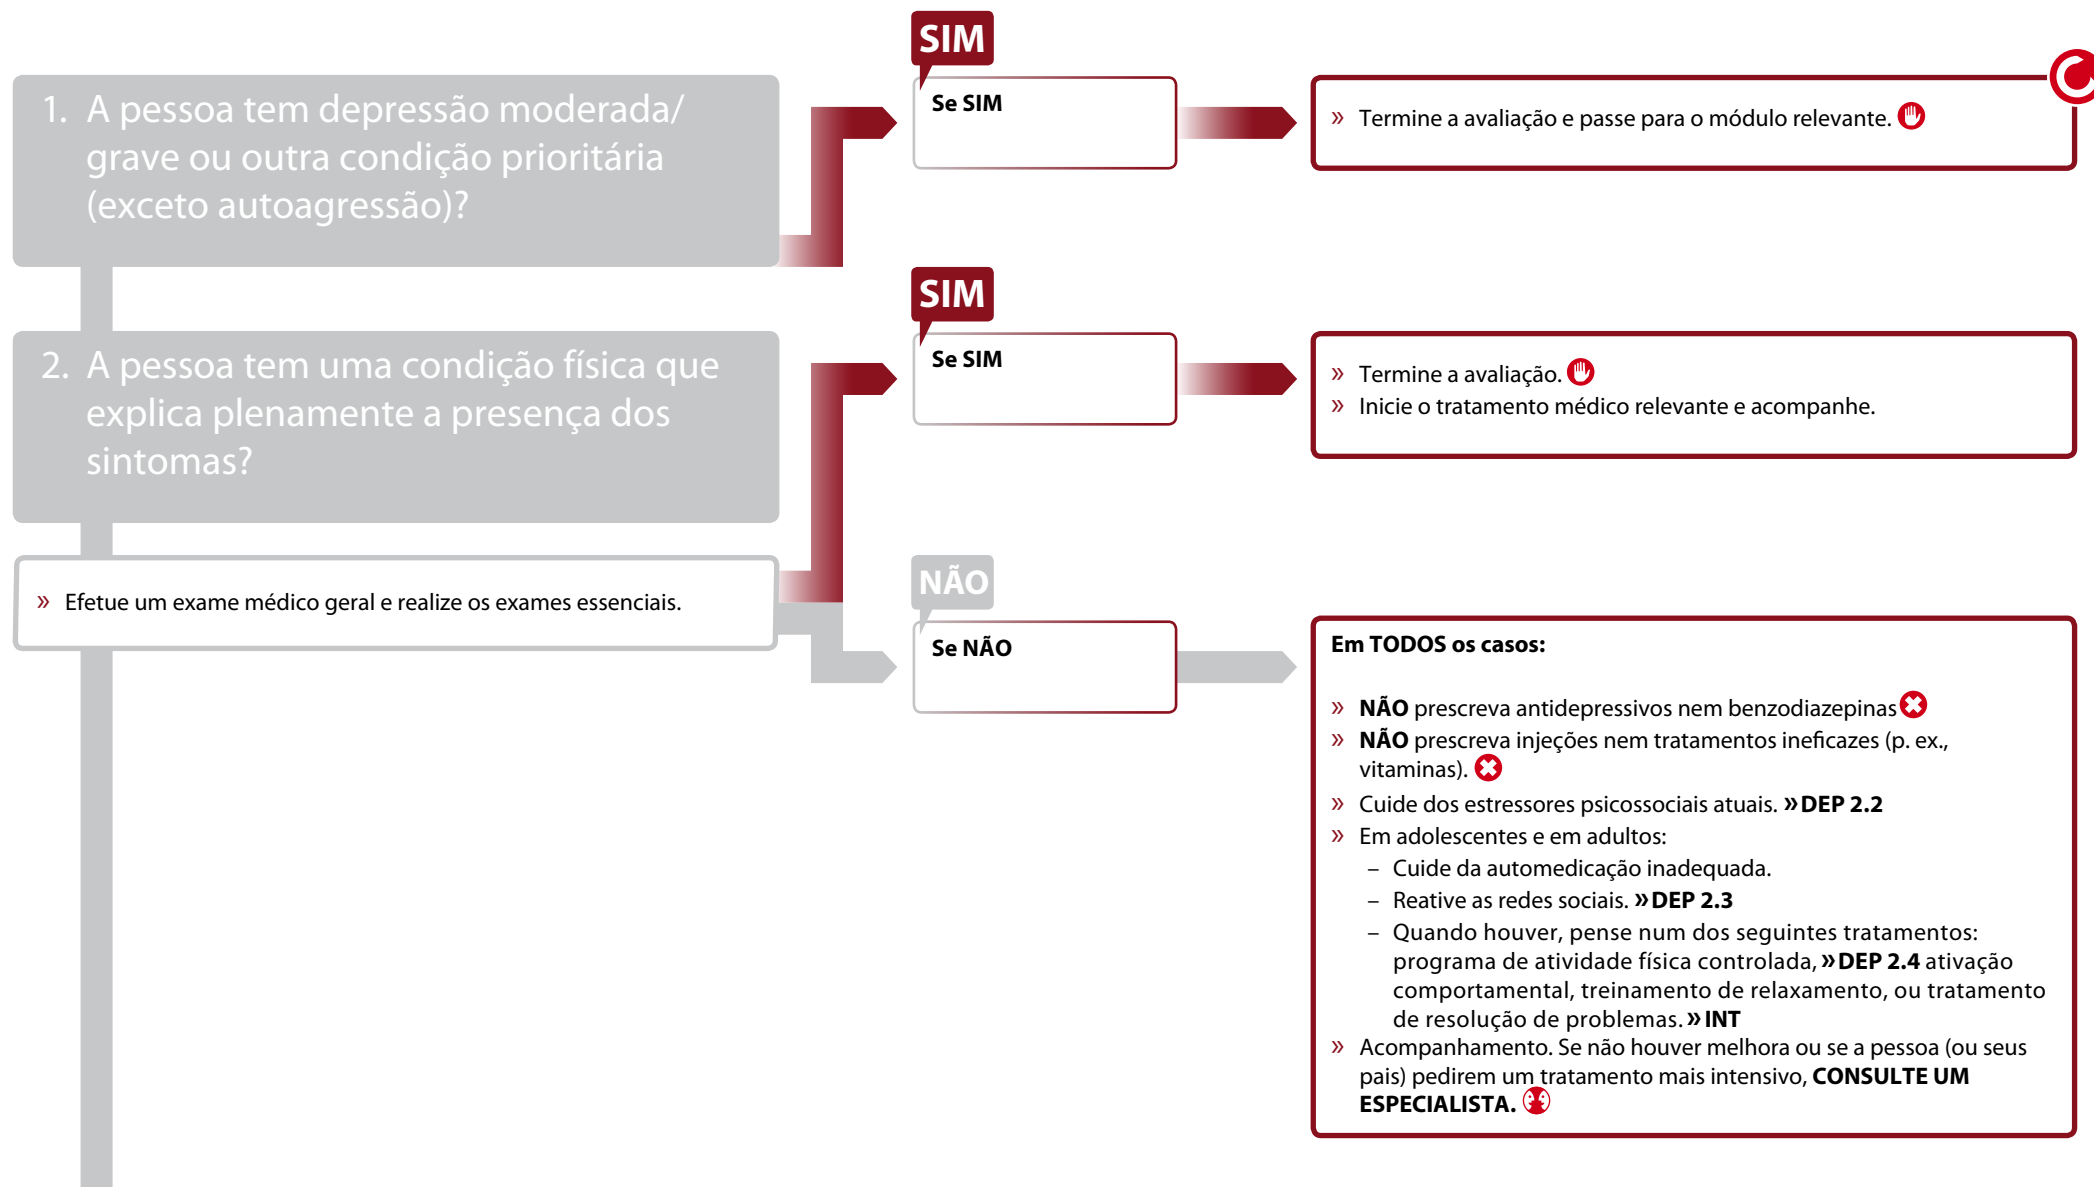 SIM
1. A pessoa tem depressão moderada/
grave ou outra condição prioritária
(exceto autoagressão)?
Se SIM
» Termine a avaliação e passe para o módulo relevante.
SIM
2. A pessoa tem uma condição física que
explica plenamente a presença dos
sintomas?
Se SIM
» Termine a avaliação.
» Inicie o tratamento médico relevante e acompanhe.
» Efetue um exame médico geral e realize os exames essenciais.
NÃO
Se NÃO
Em TODOS os casos:
» NÃO prescreva antidepressivos nem benzodiazepinas
» NÃO prescreva injeções nem tratamentos ineficazes (p. ex.,
vitaminas).
» Cuide dos estressores psicossociais atuais. »DEP 2.2
» Em adolescentes e em adultos:
– Cuide da automedicação inadequada.
– Reative as redes sociais. »DEP 2.3
– Quando houver, pense num dos seguintes tratamentos:
programa de atividade física controlada, »DEP 2.4 ativação
comportamental, treinamento de relaxamento, ou tratamento
de resolução de problemas. »INT
» Acompanhamento. Se não houver melhora ou se a pessoa (ou seus
pais) pedirem um tratamento mais intensivo, CONSULTE UM
ESPECIALISTA.